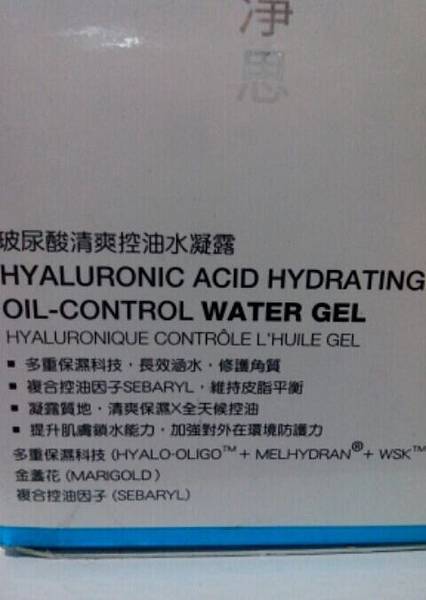 淨
思
玻尿酸清爽控油水凝露
HYALURONIC ACID HYDRATING
OIL-CONTROL WATER GEL
HYALURONIQUE CONTRÔLE L'HUILE GEL
▪ 多重保濕科技，長效涵水，修護角質
▪ 複合控油因子SEBARYL，維持皮脂平衡
▪ 凝露質地，清爽保濕X全天候控油
▪ 提升肌膚鎖水能力，加強對外在環境防護力
多重保濕科技 (HYALO-OLIGO™ + MELHYDRAN® + WSK™
金盞花 (MARIGOLD)
複合控油因子 (SEBARYL)